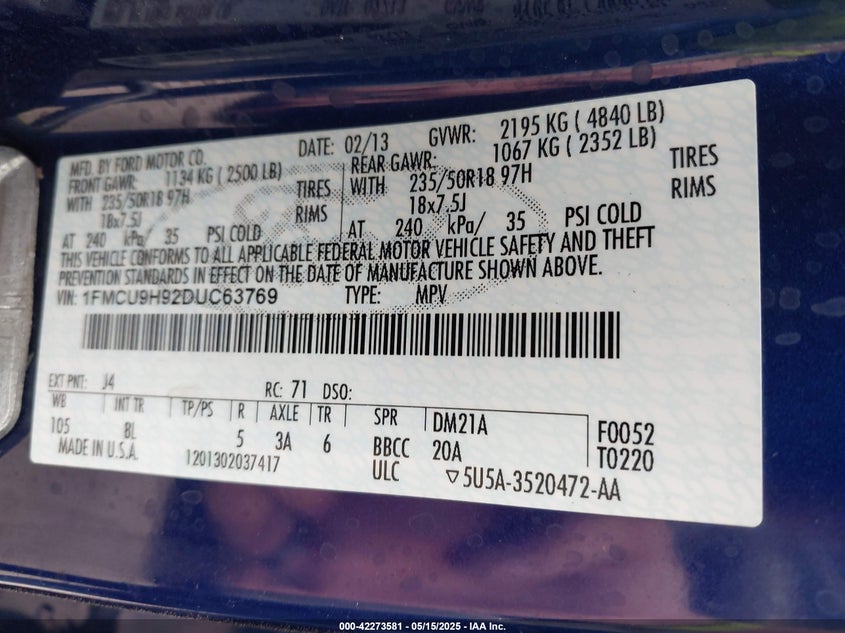 MFD. BY FORD MOTOR CO.
DATE: 02/13
GVWR: 2195 KG ( 4840 LB)
FRONT GAWR: 1134 KG ( 2500 LB)
REAR GAWR: 1067 KG ( 2352 LB)
WITH 235/50R18 97H TIRES
WITH 235/50R18 97H TIRES
18x7.5J RIMS
18x7.5J RIMS
AT 240 kPa/ 35 PSI COLD
AT 240 kPa/ 35 PSI COLD
THIS VEHICLE CONFORMS TO ALL APPLICABLE FEDERAL MOTOR VEHICLE SAFETY AND THEFT
PREVENTION STANDARDS IN EFFECT ON THE DATE OF MANUFACTURE SHOWN ABOVE.
VIN: 1FMCU9H92DUC63769
TYPE: MPV
EXT PNT: J4
RC: 71 DSO:
WB INT TR TP/PS R AXLE TR SPR DM21A F0052
105 8L 5 3A 6 BBCC 20A T0220
MADE IN U.S.A.
1201302037417
ULC
▽5U5A-3520472-AA
000-42273581 - 05/15/2025 - IAA Inc.